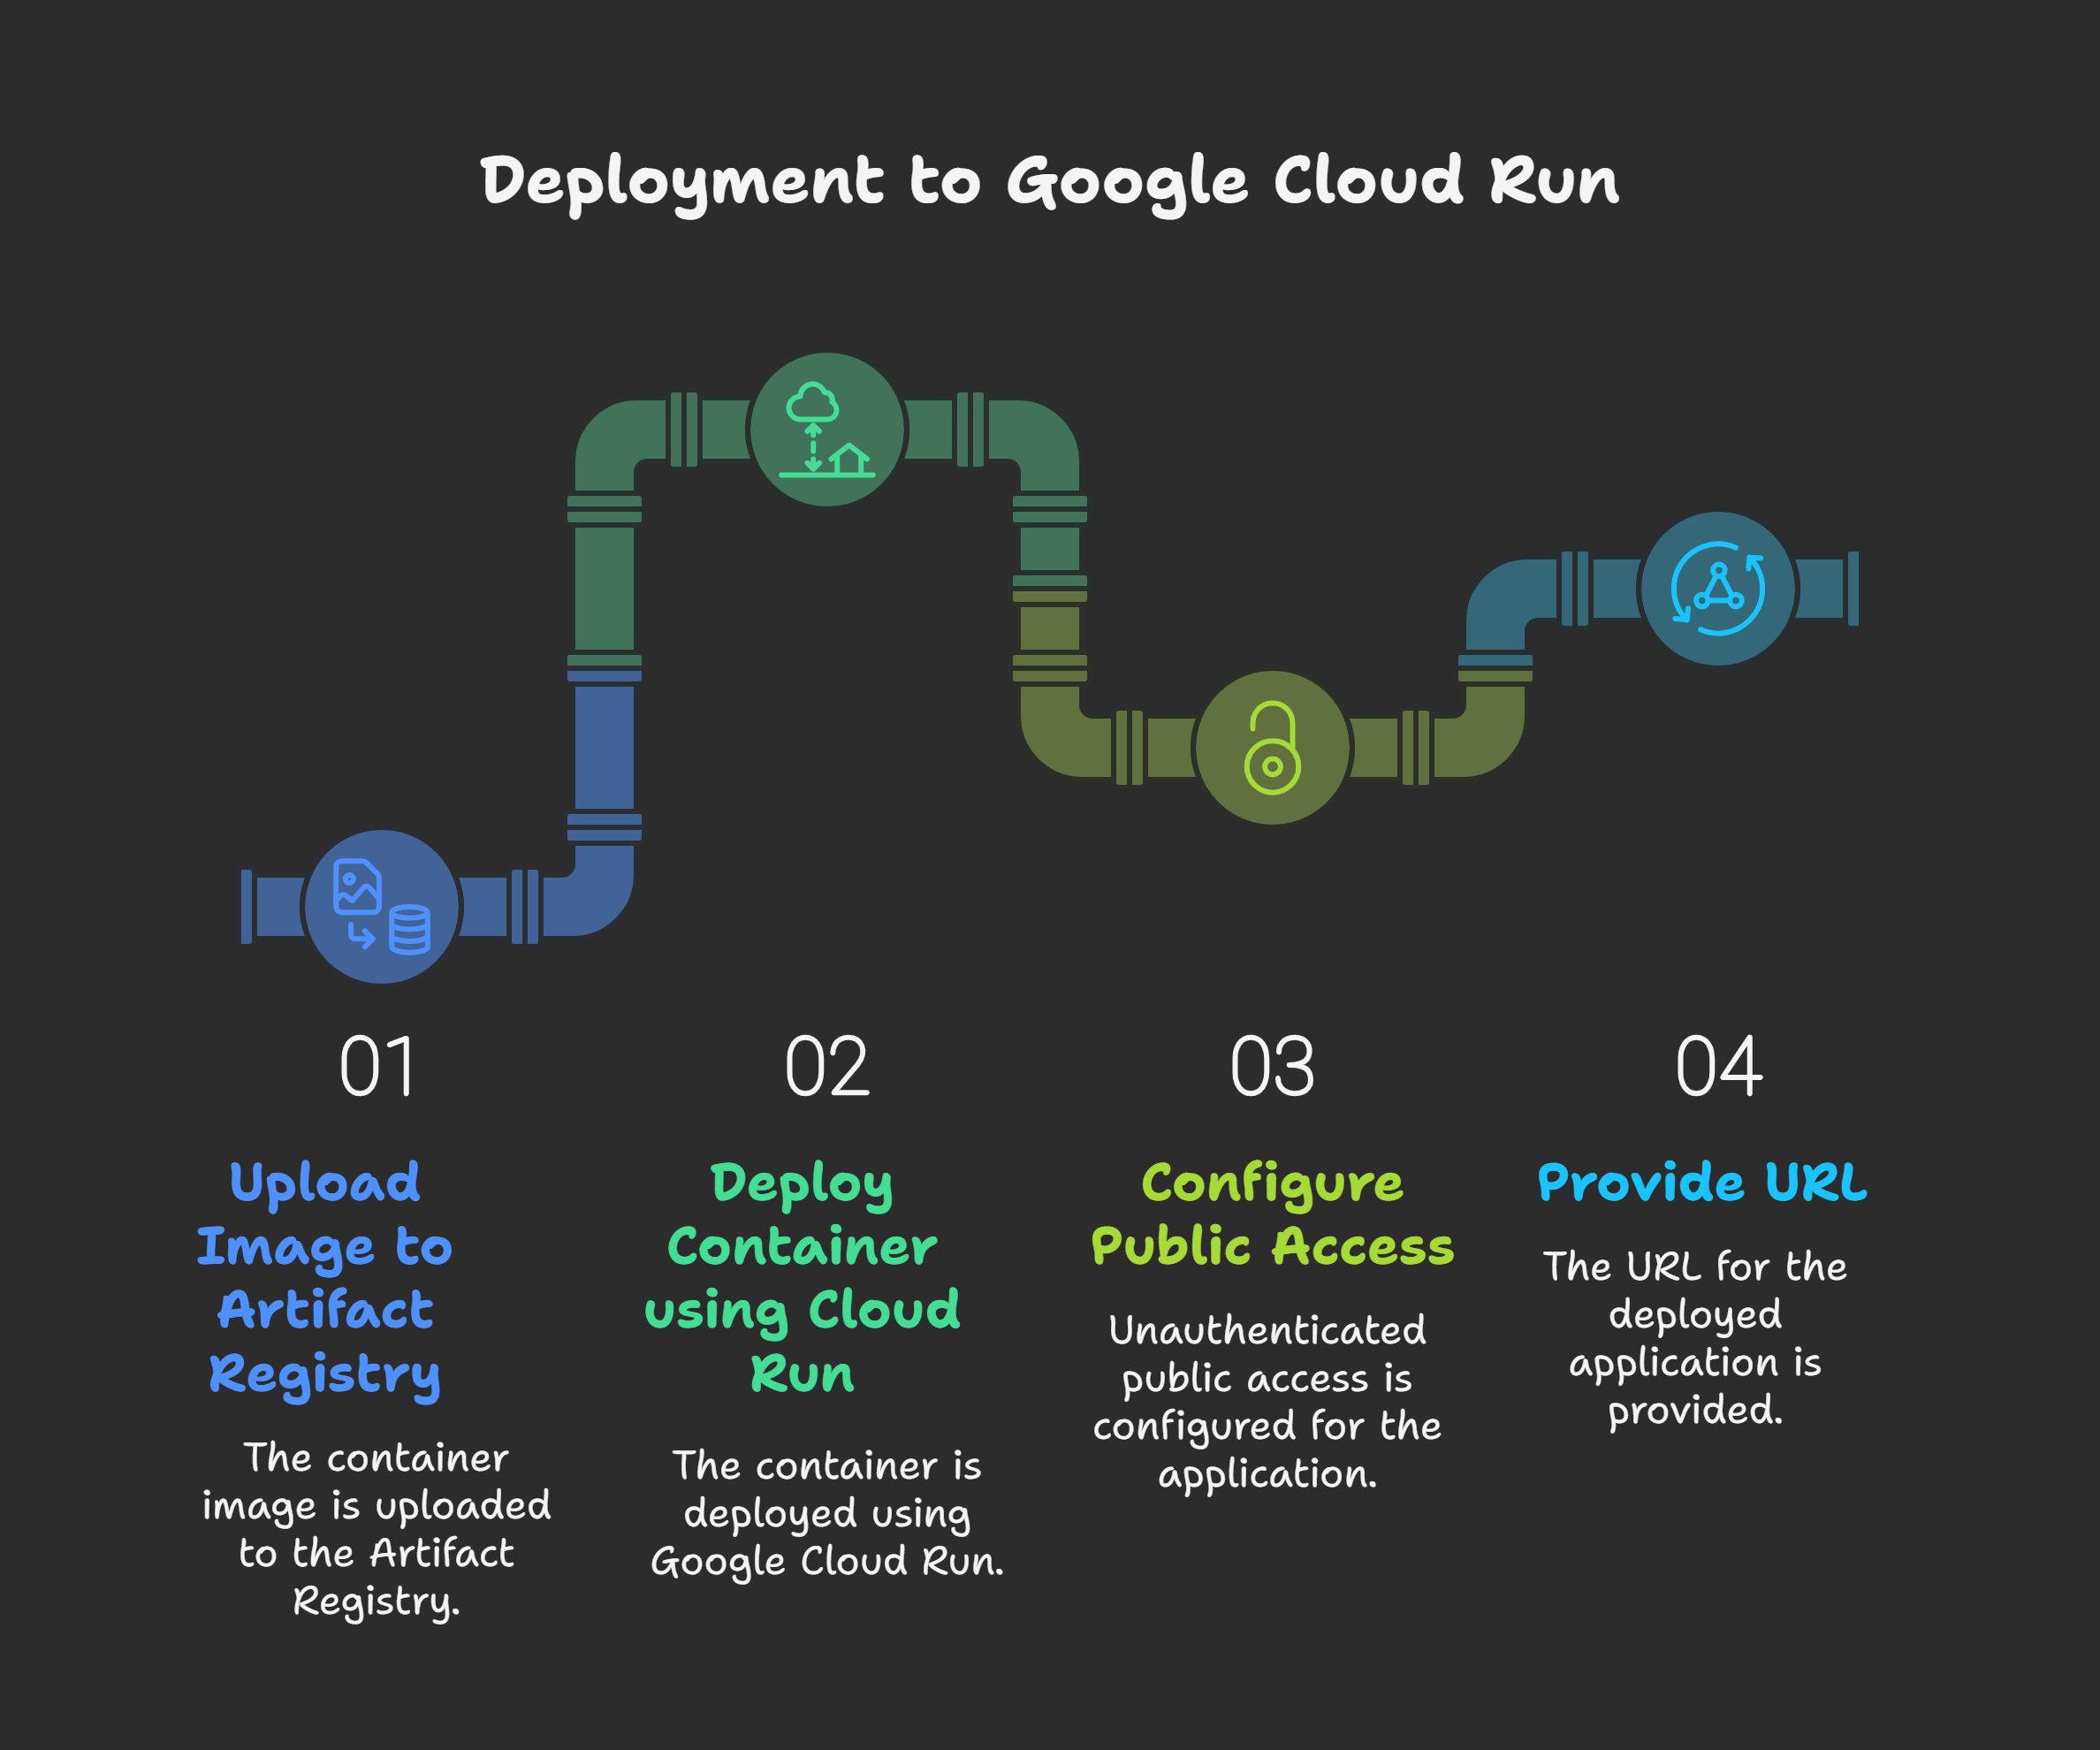 Deployment to Google Cloud Run
01
Upload
Image to
Artifact
Registry
The container
image is uploaded
to the Artifact
Registry.
02
Deploy
Container
using Cloud
Run
The container is
deployed using
Google Cloud Run.
03
Configure
Public Access
Unauthenticated
public access is
configured for the
application.
04
Provide URL
The URL for the
deployed
application is
provided.